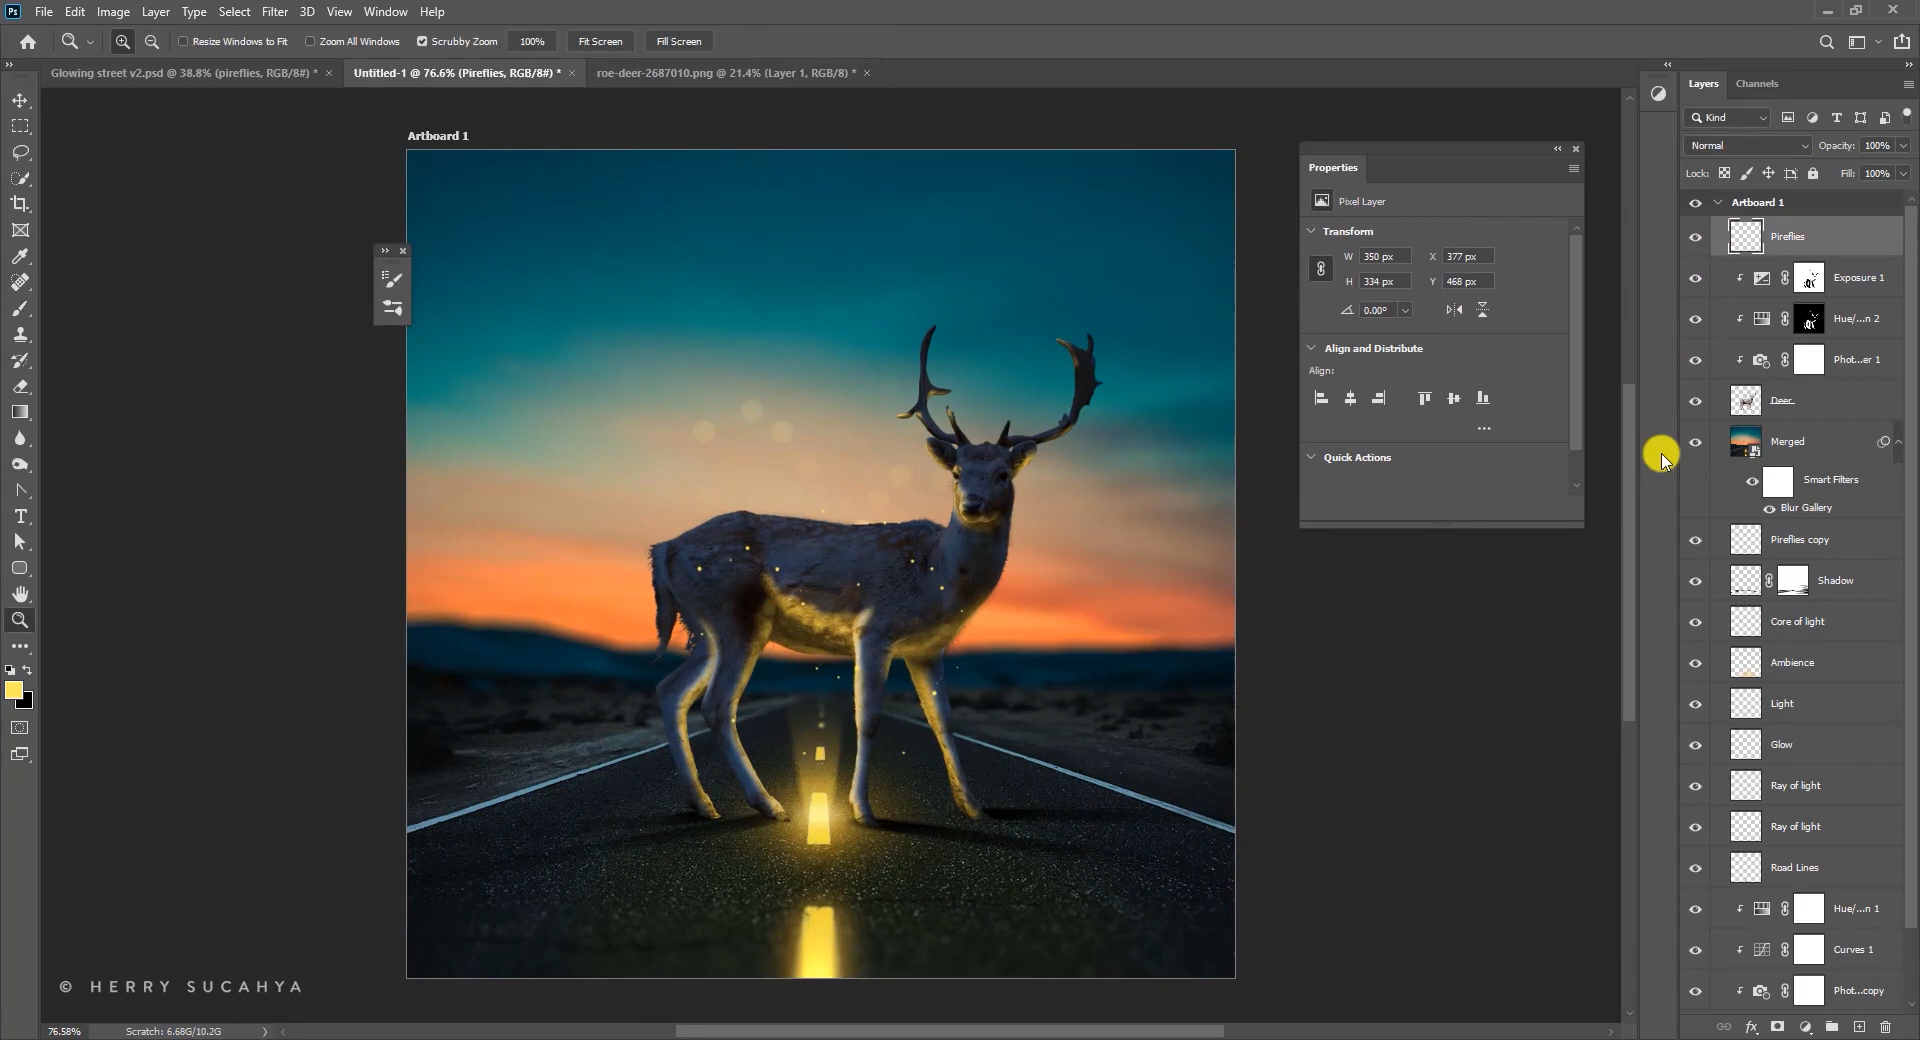 Ps File Edit Image Layer Type Select Filter 3D View Window Help
Resize Windows to Fit Zoom All Windows Scrubby Zoom 100% Fit Screen Fill Screen
Glowing street v2.psd @ 38.8% (pireflies, RGB/8#) * Untitled-1 @ 76.6% (Pireflies, RGB/8#) * roe-deer-2687010.png @ 21.4% (Layer 1, RGB/8) *
Artboard 1
Properties
Pixel Layer
Transform
W 350 px X 377 px
H 334 px Y 468 px
0.00°
Align and Distribute
Align:
Quick Actions
Layers Channels
Kind
Normal Opacity: 100%
Lock: Fill: 100%
Artboard 1
Pireflies
Exposure 1
Hue/...n 2
Phot...er 1
Deer
Merged
Smart Filters
Blur Gallery
Pireflies copy
Shadow
Core of light
Ambience
Light
Glow
Ray of light
Ray of light
Road Lines
Hue/...n 1
Curves 1
Phot...copy
© HERRY SUCAHYA
76.58% Scratch: 6.68G/10.2G